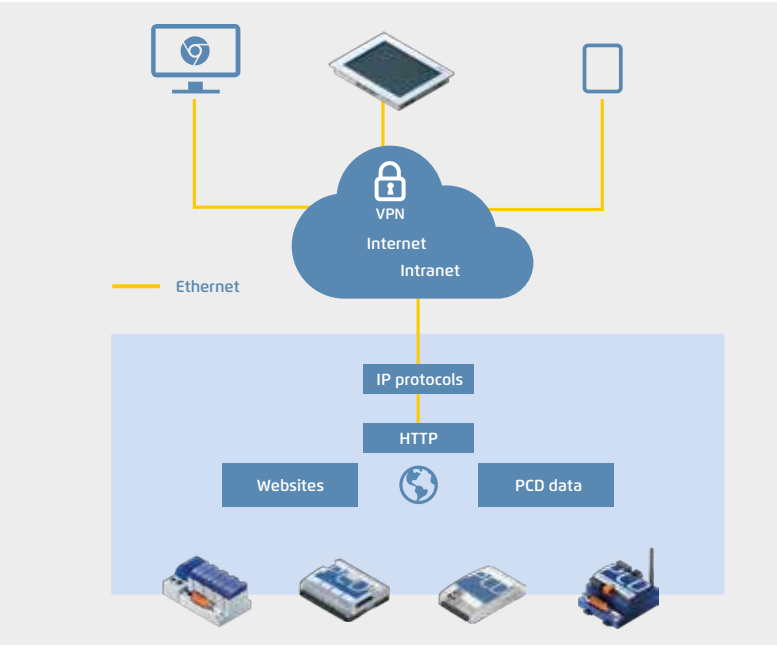 VPN
Internet
Intranet
Ethernet
IP protocols
HTTP
Websites
PCD data